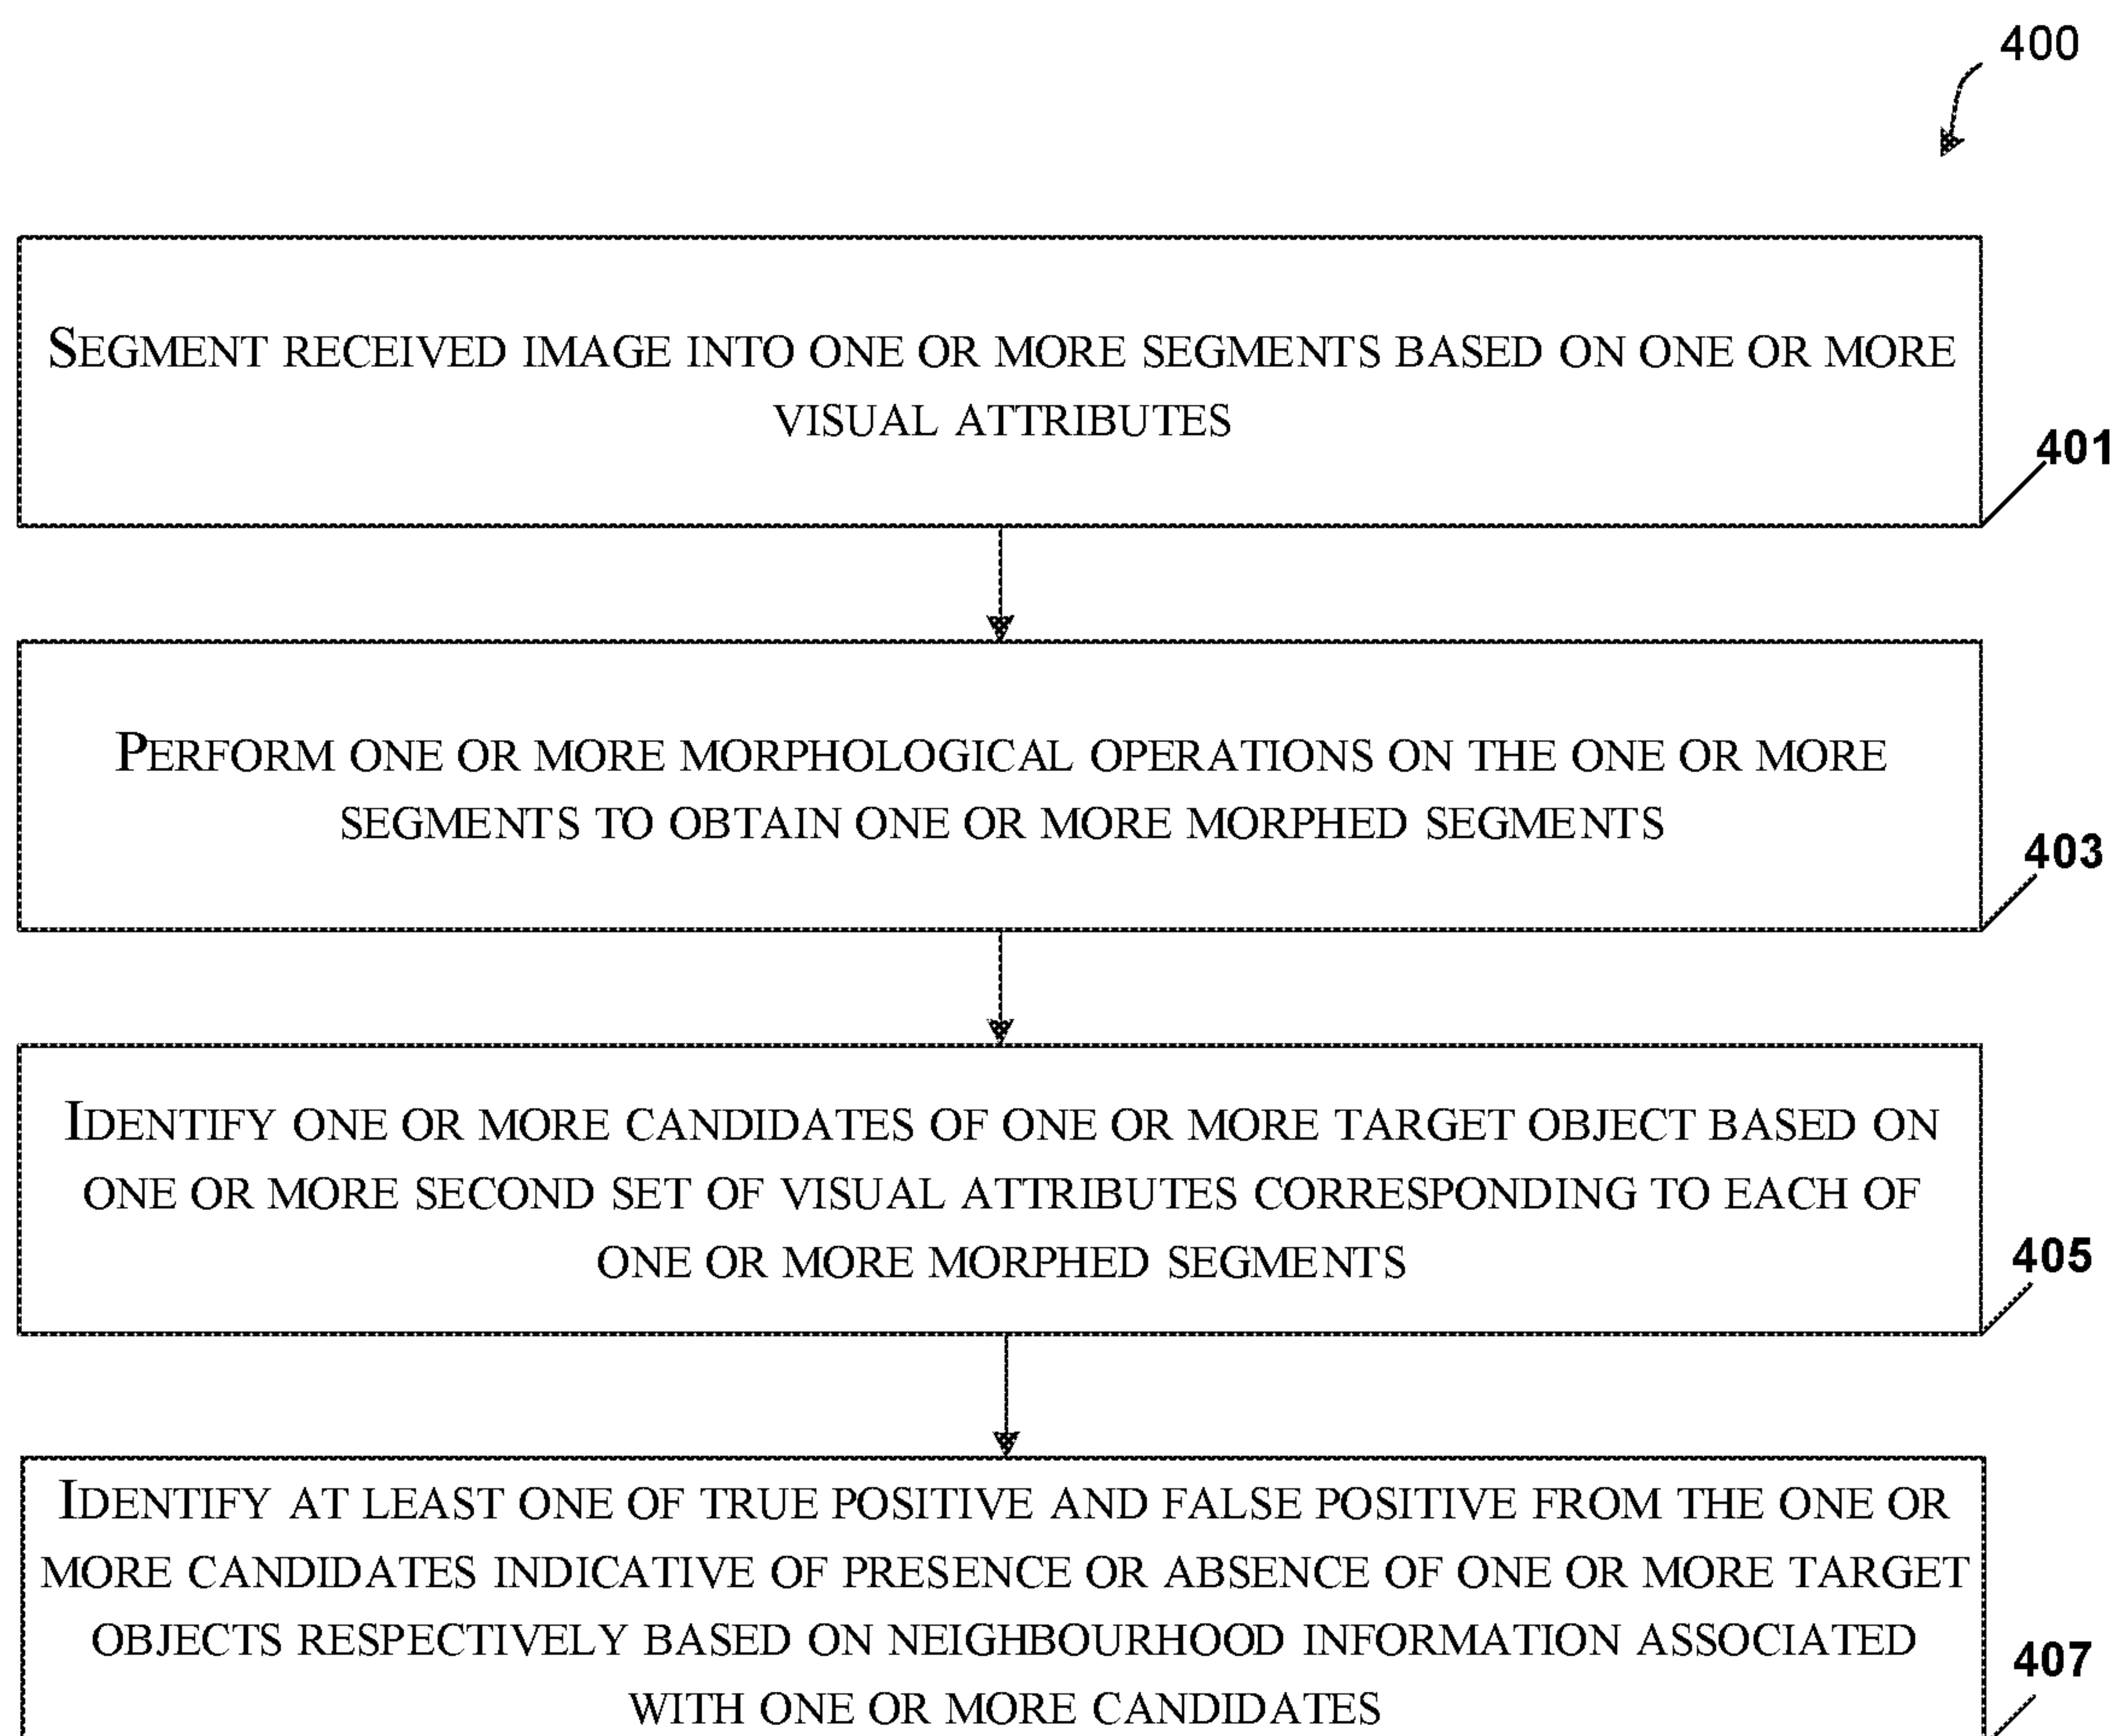 400
SEGMENT RECEIVED IMAGE INTO ONE OR MORE SEGMENTS BASED ON ONE OR MORE
VISUAL ATTRIBUTES
401
PERFORM ONE OR MORE MORPHOLOGICAL OPERATIONS ON THE ONE OR MORE
SEGMENTS TO OBTAIN ONE OR MORE MORPHED SEGMENTS
403
IDENTIFY ONE OR MORE CANDIDATES OF ONE OR MORE TARGET OBJECT BASED ON
ONE OR MORE SECOND SET OF VISUAL ATTRIBUTES CORRESPONDING TO EACH OF
ONE OR MORE MORPHED SEGMENTS
405
IDENTIFY AT LEAST ONE OF TRUE POSITIVE AND FALSE POSITIVE FROM THE ONE OR
MORE CANDIDATES INDICATIVE OF PRESENCE OR ABSENCE OF ONE OR MORE TARGET
OBJECTS RESPECTIVELY BASED ON NEIGHBOURHOOD INFORMATION ASSOCIATED
WITH ONE OR MORE CANDIDATES
407